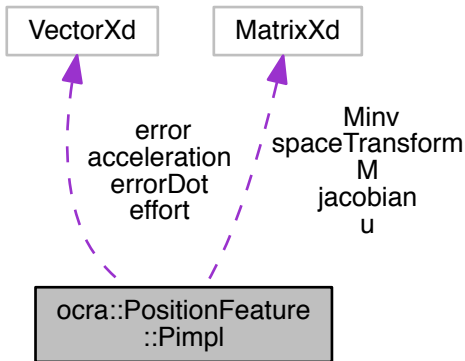 VectorXd
MatrixXd
error
acceleration
errorDot
effort
Minv
spaceTransform
M
jacobian
u
ocra::PositionFeature
::Pimpl